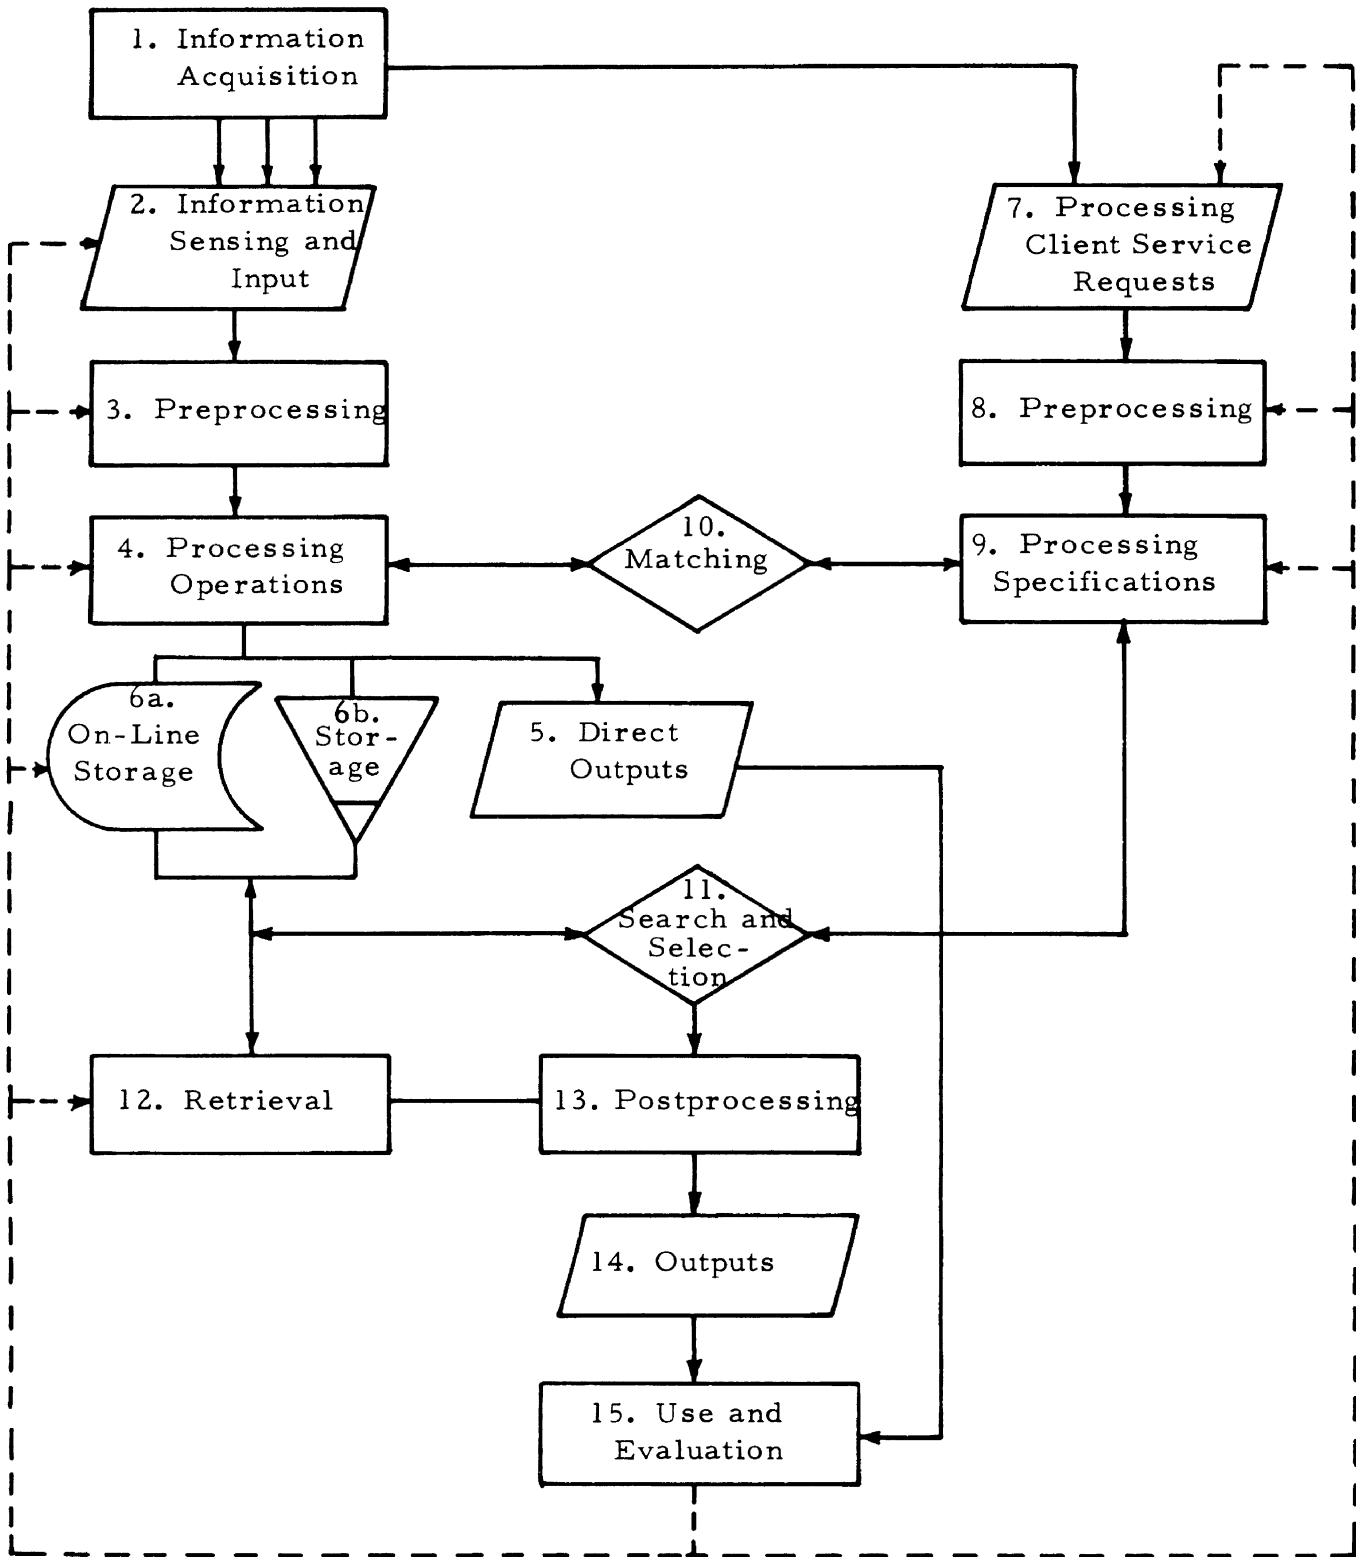 1. Information
Acquisition
2. Information
Sensing and
Input
3. Preprocessing
4. Processing
Operations
6a.
On-Line
Storage
6b.
Stor-
age
5. Direct
Outputs
7. Processing
Client Service
Requests
8. Preprocessing
9. Processing
Specifications
10.
Matching
11.
Search and
Selec-
tion
12. Retrieval
13. Postprocessing
14. Outputs
15. Use and
Evaluation